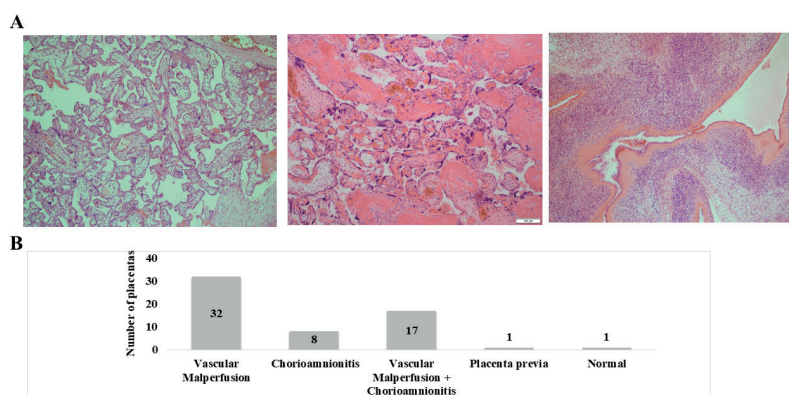 A
B
Number of placentas
40
30
20
10
0
32
8
17
1
1
Vascular
Malperfusion
Chorioamnionitis
Vascular
Malperfusion +
Chorioamnionitis
Placenta previa
Normal